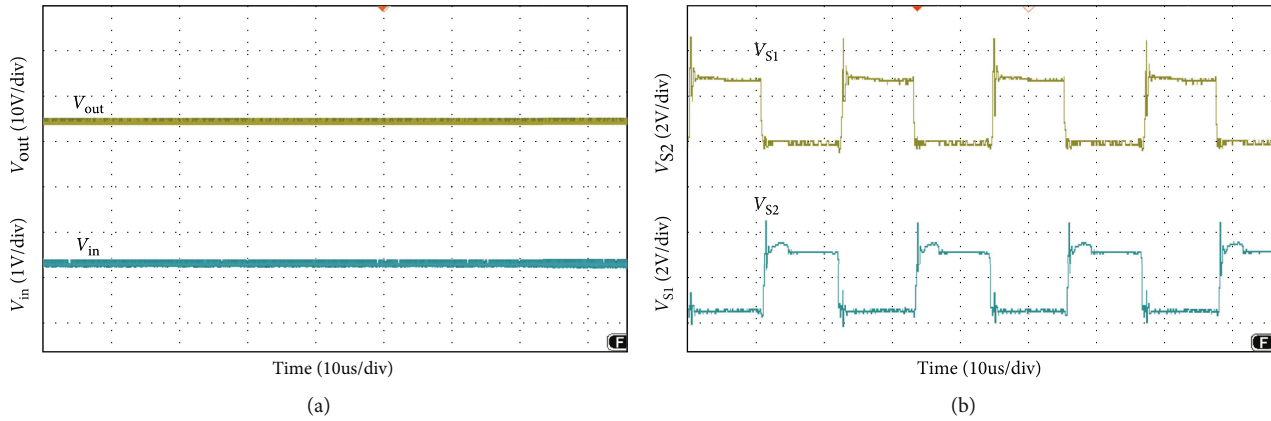 V_out (10V/div)
V_out
V_in (1V/div)
V_in
F
Time (10us/div)
(a)
V_S2 (2V/div)
V_S1
V_S1 (2V/div)
V_S2
F
Time (10us/div)
(b)